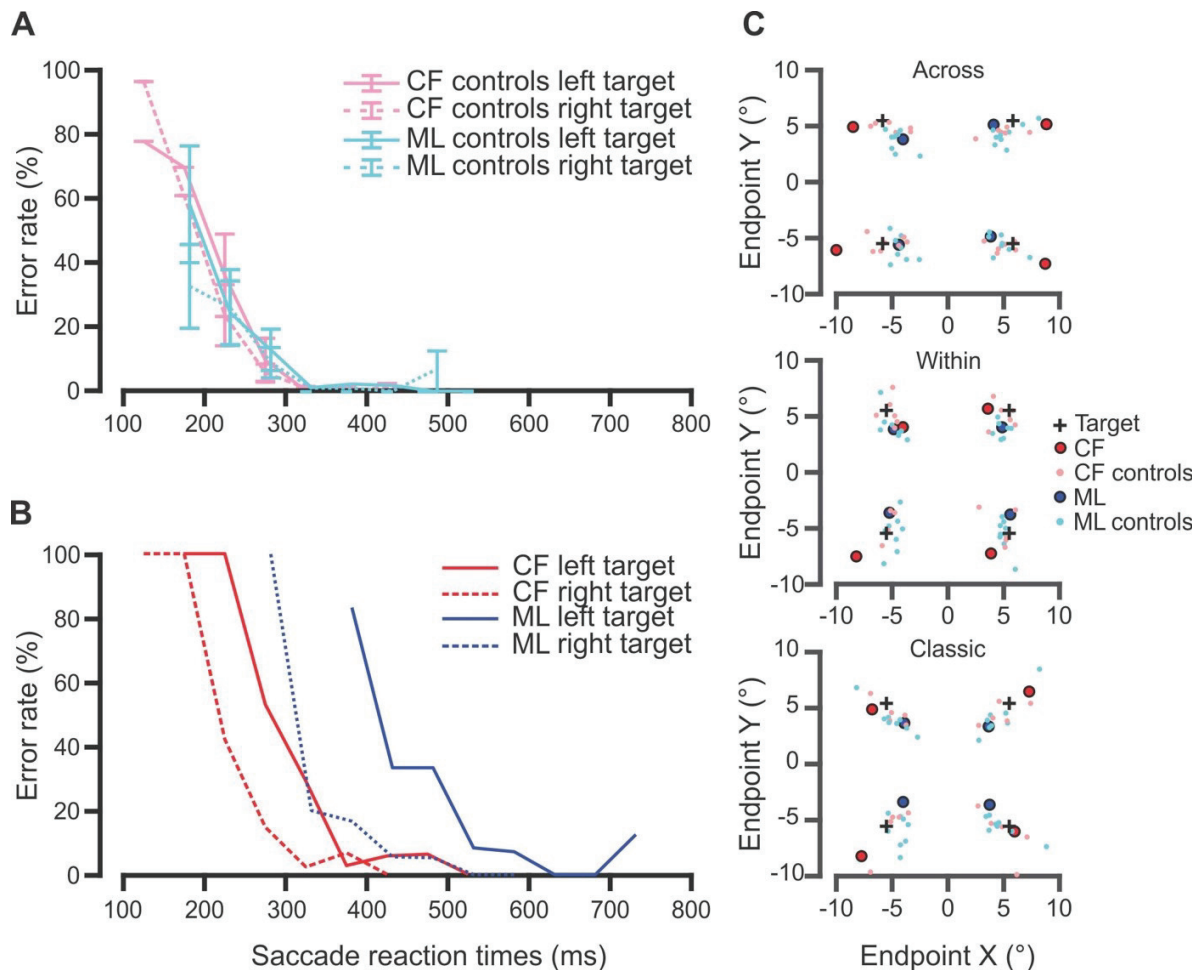 A
Error rate (%)
100
80
60
40
20
0
100 200 300 400 500 600 700 800
CF controls left target
CF controls right target
ML controls left target
ML controls right target
B
Error rate (%)
100
80
60
40
20
0
100 200 300 400 500 600 700 800
Saccade reaction times (ms)
CF left target
CF right target
ML left target
ML right target
C
Across
Endpoint Y (°)
10
5
0
-5
-10
-10 -5 0 5 10
Within
Endpoint Y (°)
10
5
0
-5
-10
-10 -5 0 5 10
Target
CF
CF controls
ML
ML controls
Classic
Endpoint Y (°)
10
5
0
-5
-10
-10 -5 0 5 10
Endpoint X (°)